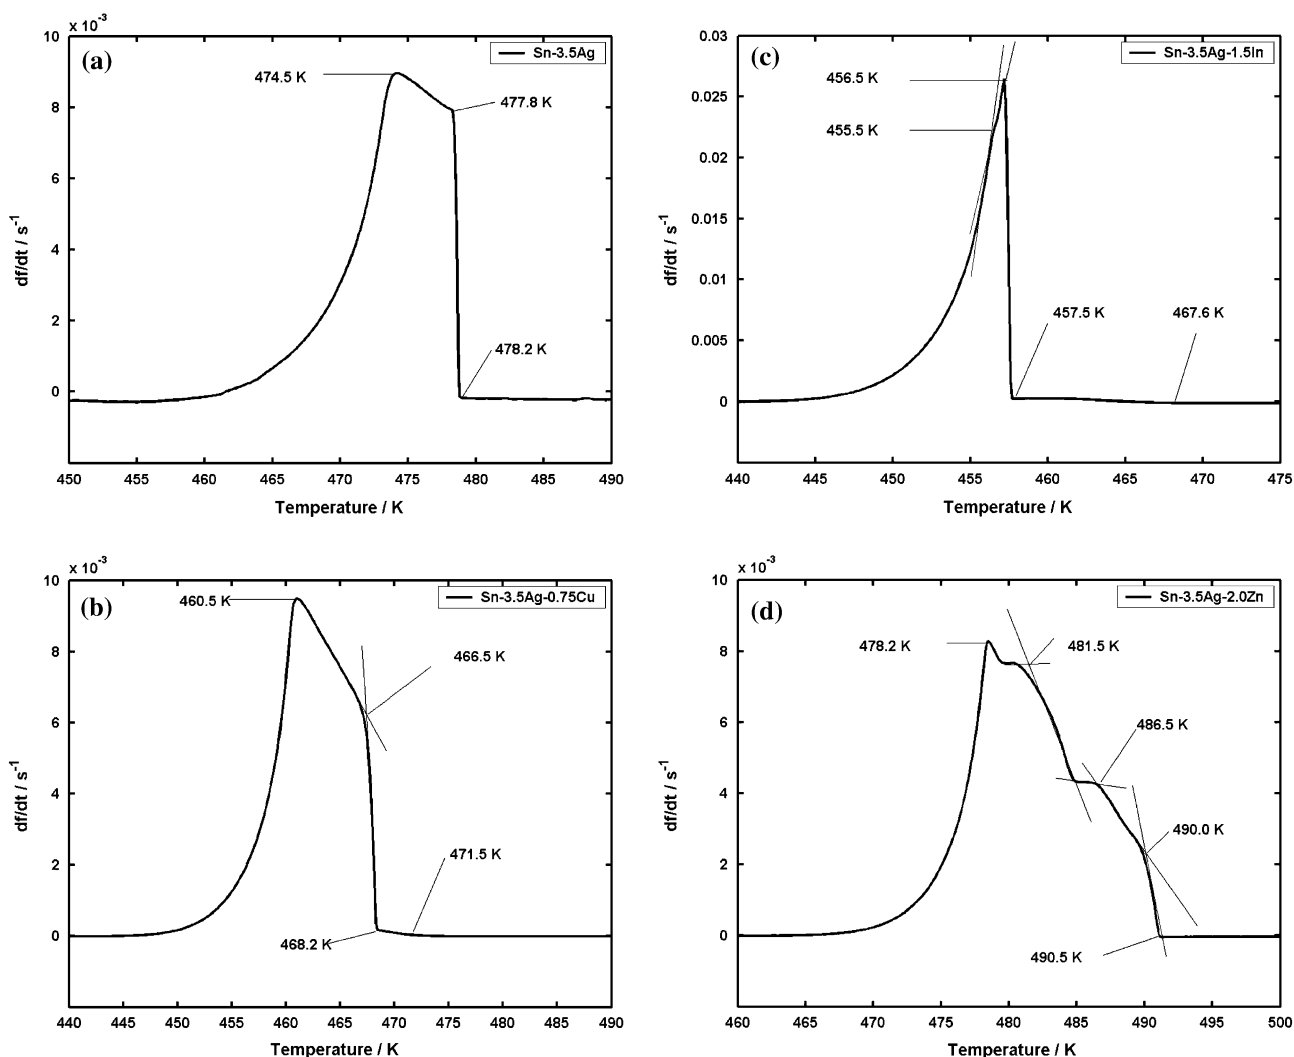 x 10⁻³
(a)
Sn-3.5Ag
474.5 K
477.8 K
478.2 K
10
8
6
4
2
0
df/dt / s⁻¹
450 455 460 465 470 475 480 485 490
Temperature / K
(c)
Sn-3.5Ag-1.5In
456.5 K
455.5 K
457.5 K
467.6 K
0.03
0.025
0.02
0.015
0.01
0.005
0
df/dt / s⁻¹
440 445 450 455 460 465 470 475
Temperature / K
x 10⁻³
(b)
Sn-3.5Ag-0.75Cu
460.5 K
466.5 K
471.5 K
468.2 K
10
8
6
4
2
0
df/dt / s⁻¹
440 445 450 455 460 465 470 475 480 485 490
Temperature / K
x 10⁻³
(d)
Sn-3.5Ag-2.0Zn
478.2 K
481.5 K
486.5 K
490.0 K
490.5 K
10
8
6
4
2
0
df/dt / s⁻¹
460 465 470 475 480 485 490 495 500
Temperature / K